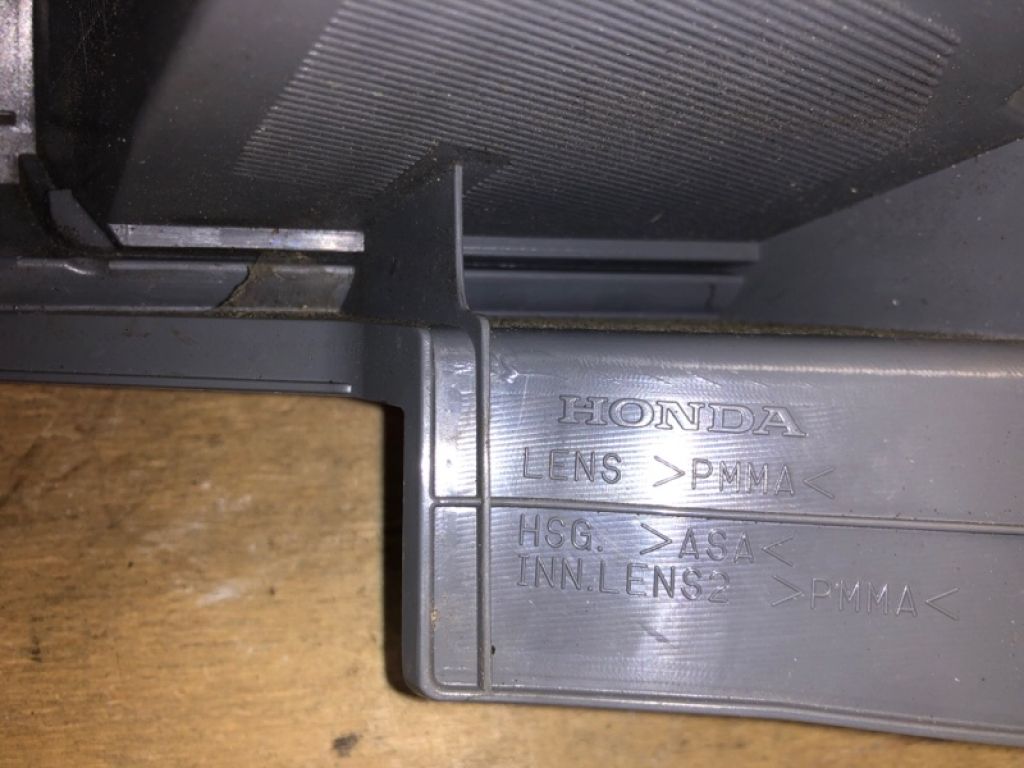 HONDA
LENS >PMMA<
HSG. >ASA<
INN.LENS2 >PMMA<